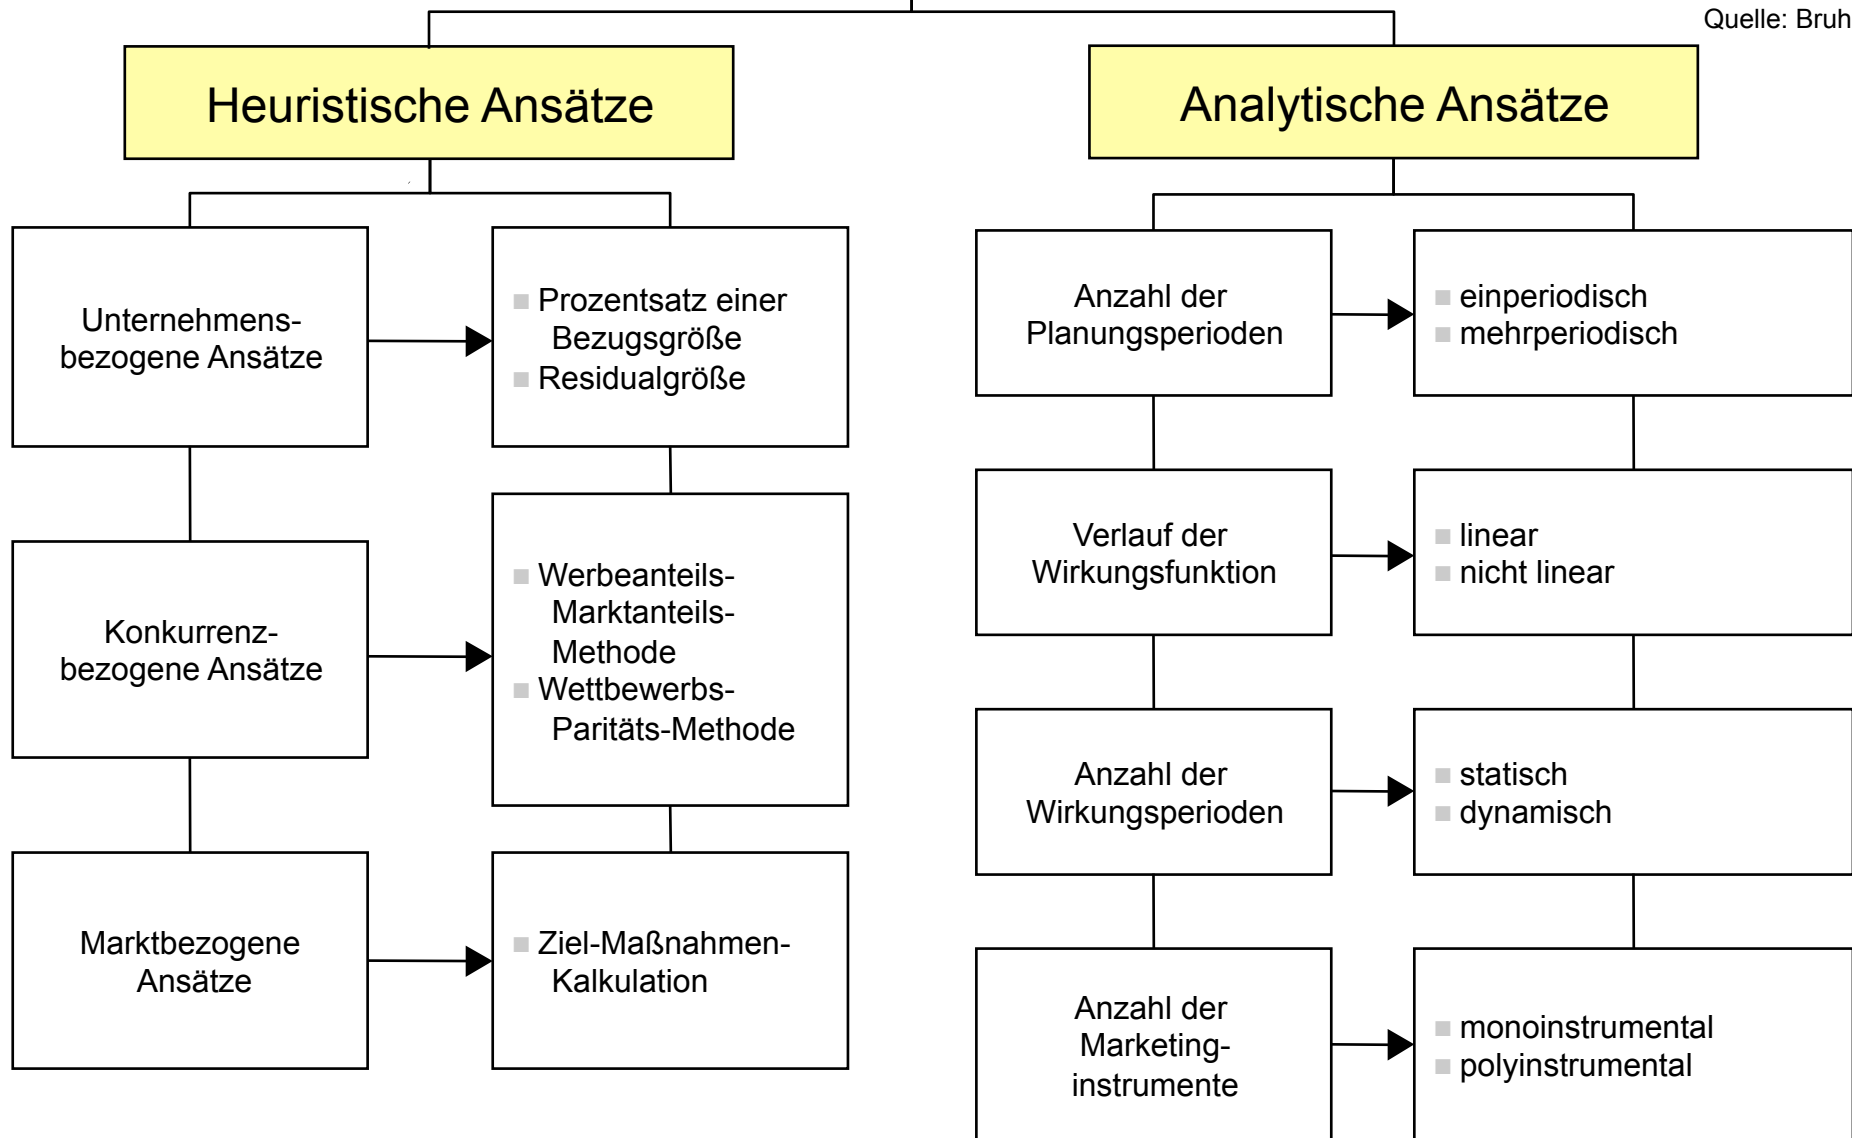 Quelle: Bruh
Heuristische Ansätze
Unternehmens-
bezogene Ansätze
Prozentsatz einer
Bezugsgröße
Residualgröße
Konkurrenz-
bezogene Ansätze
Werbeanteils-
Marktanteils-
Methode
Wettbewerbs-
Paritäts-Methode
Marktbezogene
Ansätze
Ziel-Maßnahmen-
Kalkulation
Analytische Ansätze
Anzahl der
Planungsperioden
einperiodisch
mehrperiodisch
Verlauf der
Wirkungsfunktion
linear
nicht linear
Anzahl der
Wirkungsperioden
statisch
dynamisch
Anzahl der
Marketing-
instrumente
monoinstrumental
polyinstrumental